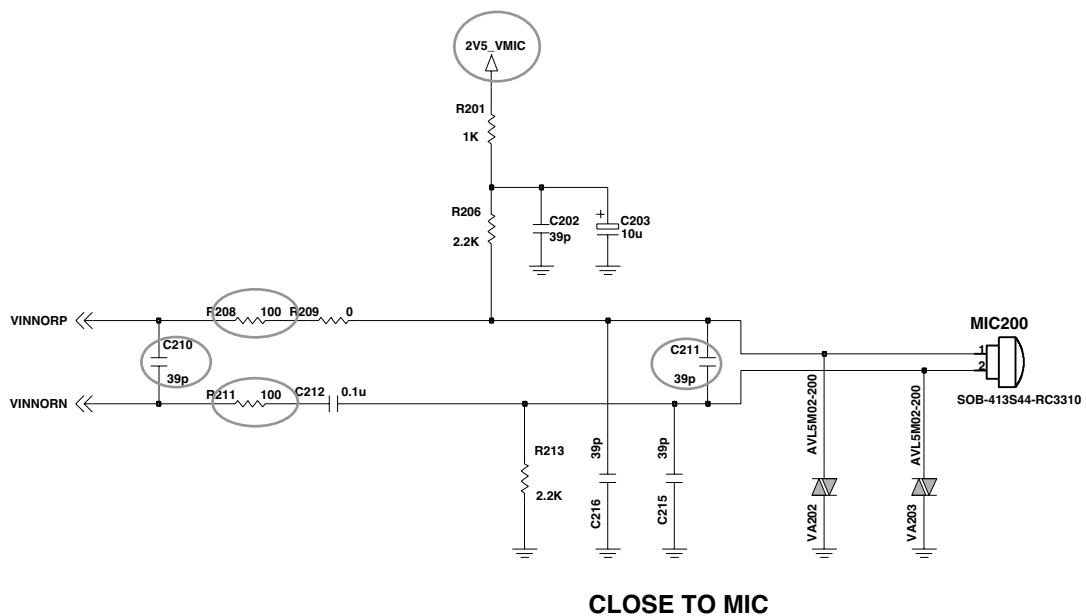 2V5_VMIC
R201
1K
R206
2.2K
C202
39p
+
C203
10u
VINNORP
R208
100
R209
0
C210
39p
VINNORN
R211
100
C212
0.1u
C211
39p
MIC200
1
2
SOB-413S44-RC3310
R213
2.2K
39p
C216
39p
C215
AVL5M02-200
VA202
AVL5M02-200
VA203
CLOSE TO MIC